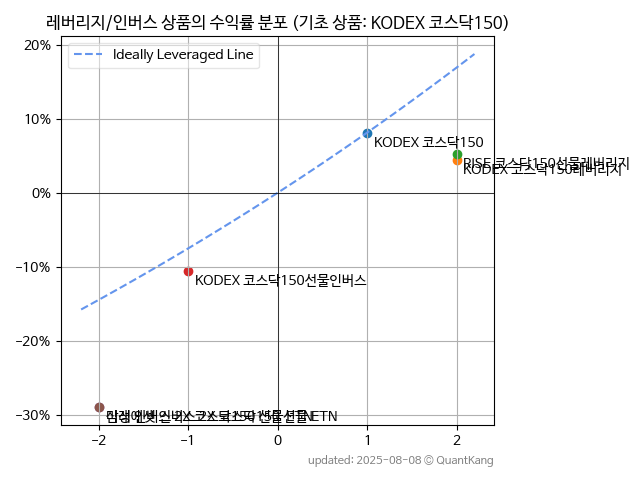 레버리지/인버스 상품의 수익률 분포 (기초 상품: KODEX 코스닥150)
20%
Ideally Leveraged Line
10%
KODEX 코스닥150
RISE 코스닥150선물레버리지
KODEX 코스닥150레버리지
0%
-10%
KODEX 코스닥150선물인버스
-20%
-30%
ETN
-2
-1
0
1
2
updated: 2025-08-08 © QuantKang